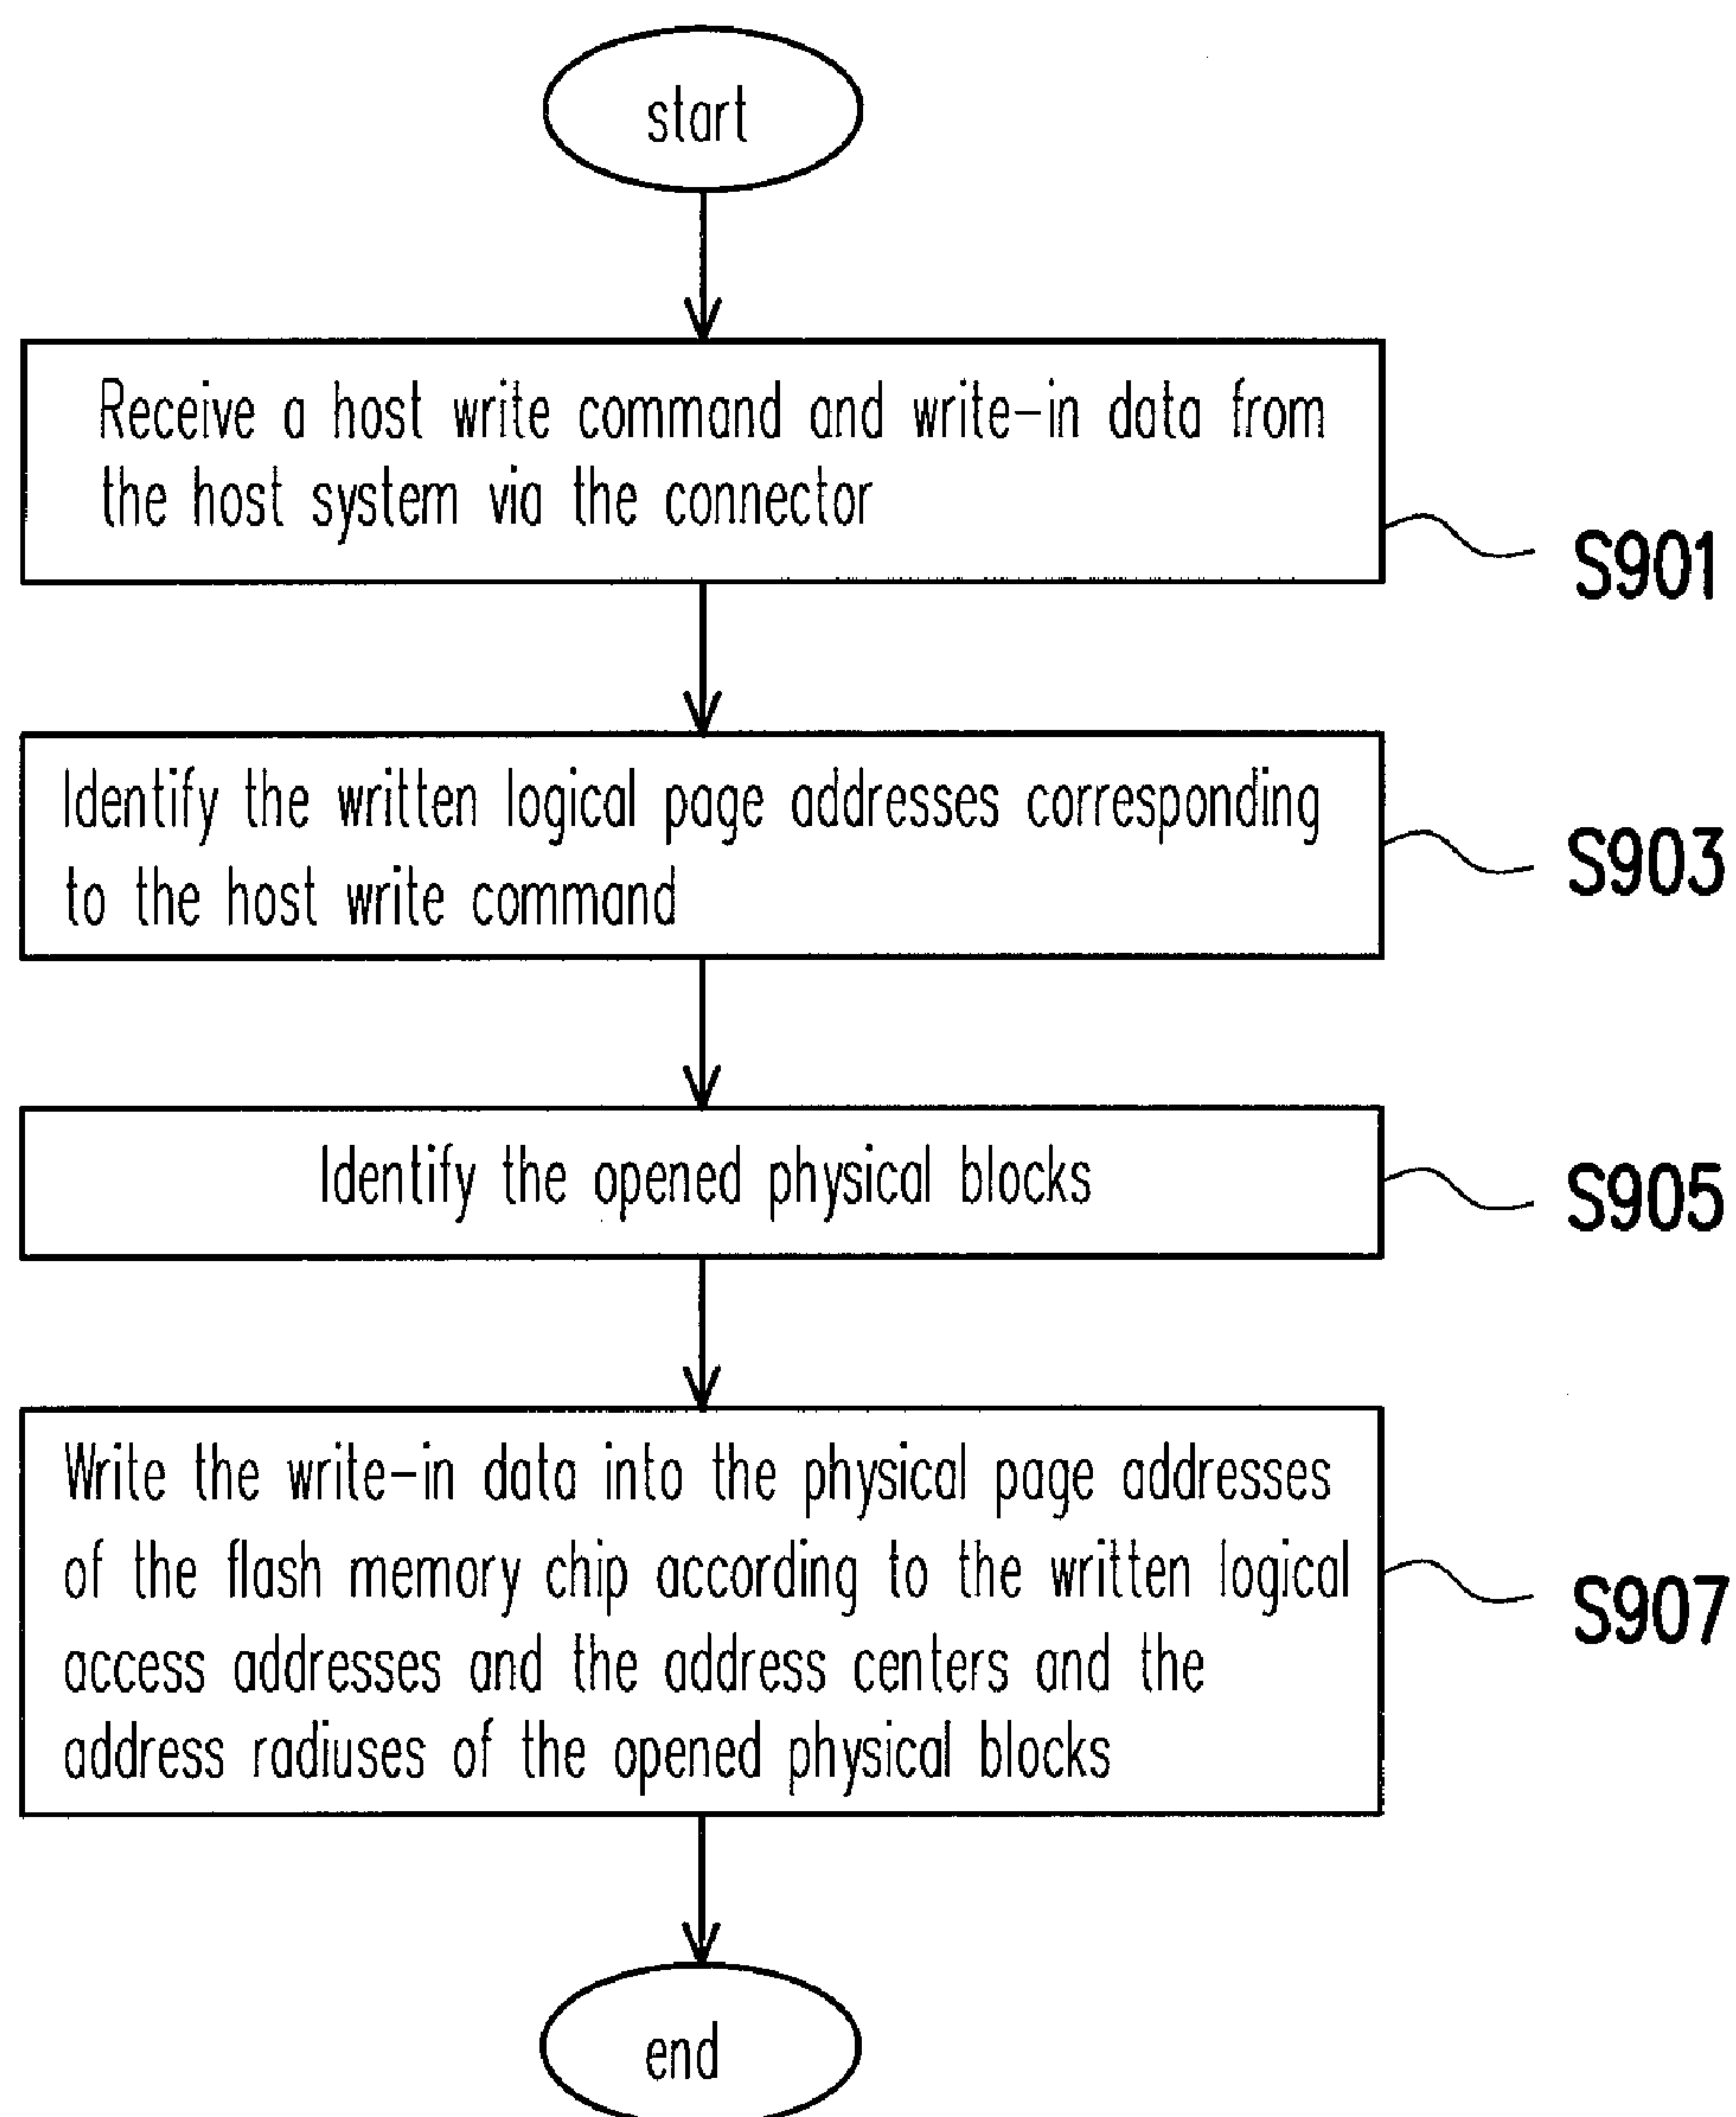 start
Receive a host write command and write-in data from
the host system via the connector
S901
Identify the written logical page addresses corresponding
to the host write command
S903
Identify the opened physical blocks
S905
Write the write-in data into the physical page addresses
of the flash memory chip according to the written logical
access addresses and the address centers and the
address radiuses of the opened physical blocks
S907
end